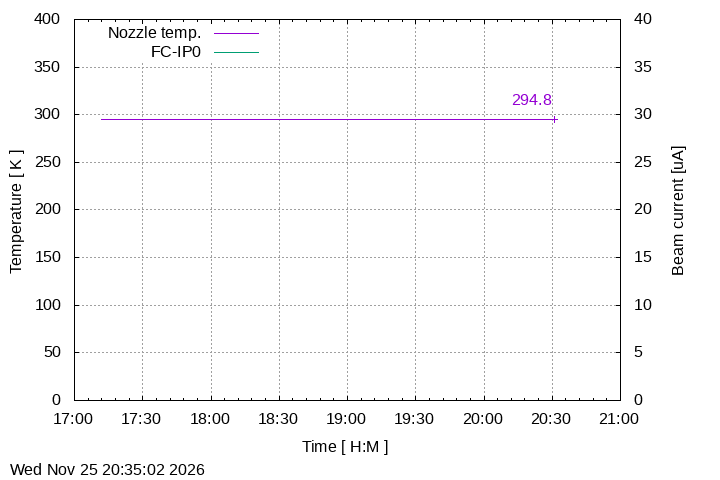 400
350
300
250
200
150
100
50
0
40
35
30
25
20
15
10
5
0
Nozzle temp.
FC-IP0
294.8
Temperature [ K ]
Beam current [uA]
17:00 17:30 18:00 18:30 19:00 19:30 20:00 20:30 21:00
Time [ H:M ]
Wed Nov 25 20:35:02 2026